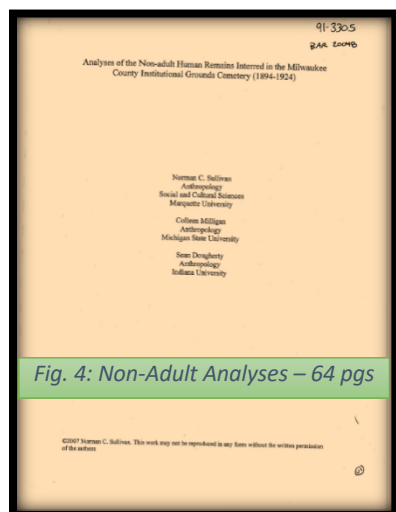 91-3305
BAR 2004B
Analyses of the Non-adult Human Remains Interred in the Milwaukee
County Institutional Grounds Cemetery (1894-1924)
Norman C. Sullivan
Anthropology
Social and Cultural Sciences
Marquette University
Colleen Milligan
Anthropology
Michigan State University
Sean Dougherty
Anthropology
Indiana University
Fig. 4: Non-Adult Analyses – 64 pgs
©2007 Norman C. Sullivan. This work may not be reproduced in any form without the written permission
of the authors